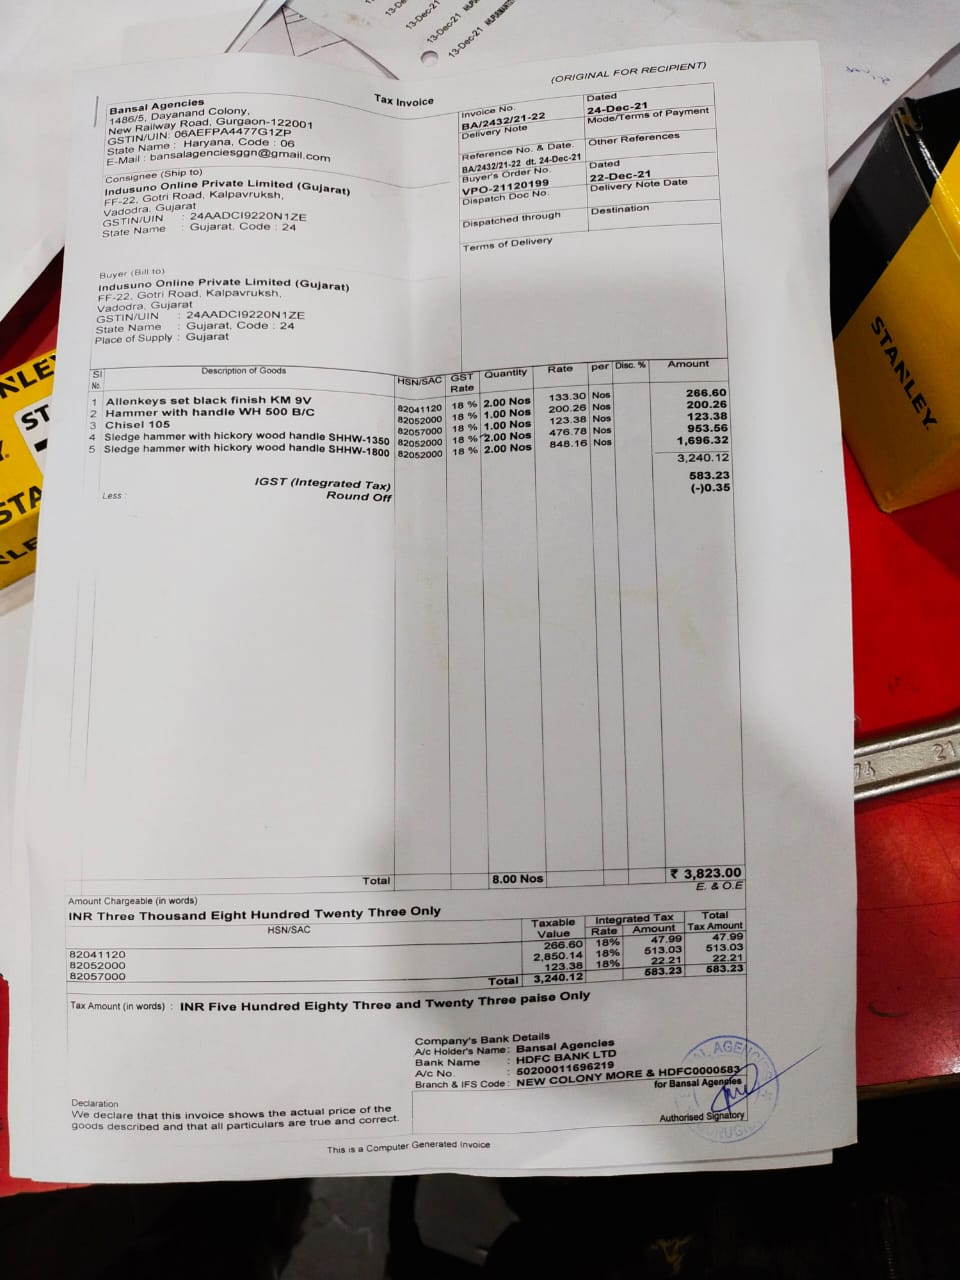 13-Dec-21
13-Dec-21
13-Dec-21
(ORIGINAL FOR RECIPIENT)
Tax Invoice
Bansal Agencies
1486/5, Dayanand Colony,
New Railway Road, Gurgaon-122001
GSTIN/UIN: 06AEFPA4477G1ZP
State Name : Haryana, Code : 06
E-Mail : bansalagenciesggn@gmail.com
Consignee (Ship to)
Indusuno Online Private Limited (Gujarat)
FF-22, Gotri Road, Kalpavruksh,
Vadodra, Gujarat
GSTIN/UIN : 24AADCI9220N1ZE
State Name : Gujarat, Code : 24
Buyer (Bill to)
Indusuno Online Private Limited (Gujarat)
FF-22, Gotri Road, Kalpavruksh,
Vadodra, Gujarat
GSTIN/UIN : 24AADCI9220N1ZE
State Name : Gujarat, Code : 24
Place of Supply : Gujarat
Invoice No. Dated
BA/2432/21-22 24-Dec-21
Delivery Note Mode/Terms of Payment
Reference No. & Date. Other References
BA/2432/21-22 dt. 24-Dec-21
Buyer's Order No. Dated
VPO-21120199 22-Dec-21
Dispatch Doc No. Delivery Note Date
Dispatched through Destination
Terms of Delivery
Sl No. Description of Goods HSN/SAC GST Rate Quantity Rate per Disc. % Amount
1 Allenkeys set black finish KM 9V 82041120 18 % 2.00 Nos 133.30 Nos 266.60
2 Hammer with handle WH 500 B/C 82052000 18 % 1.00 Nos 200.26 Nos 200.26
3 Chisel 105 82057000 18 % 1.00 Nos 123.38 Nos 123.38
4 Sledge hammer with hickory wood handle SHHW-1350 82052000 18 % 2.00 Nos 476.78 Nos 953.56
5 Sledge hammer with hickory wood handle SHHW-1800 82052000 18 % 2.00 Nos 848.16 Nos 1,696.32
3,240.12
IGST (Integrated Tax) 583.23
Less : Round Off (-)0.35
Total 8.00 Nos ₹ 3,823.00
E. & O.E
Amount Chargeable (in words)
INR Three Thousand Eight Hundred Twenty Three Only
HSN/SAC Taxable Value Integrated Tax Rate Amount Total Tax Amount
82041120 266.60 18% 47.99 47.99
82052000 2,850.14 18% 513.03 513.03
82057000 123.38 18% 22.21 22.21
Total 3,240.12 583.23 583.23
Tax Amount (in words) : INR Five Hundred Eighty Three and Twenty Three paise Only
Company's Bank Details
A/c Holder's Name : Bansal Agencies
Bank Name : HDFC BANK LTD
A/c No. : 50200011696219
Branch & IFS Code : NEW COLONY MORE & HDFC0000583
for Bansal Agencies
Authorised Signatory
Declaration
We declare that this invoice shows the actual price of the
goods described and that all particulars are true and correct.
This is a Computer Generated Invoice
STANLEY
21